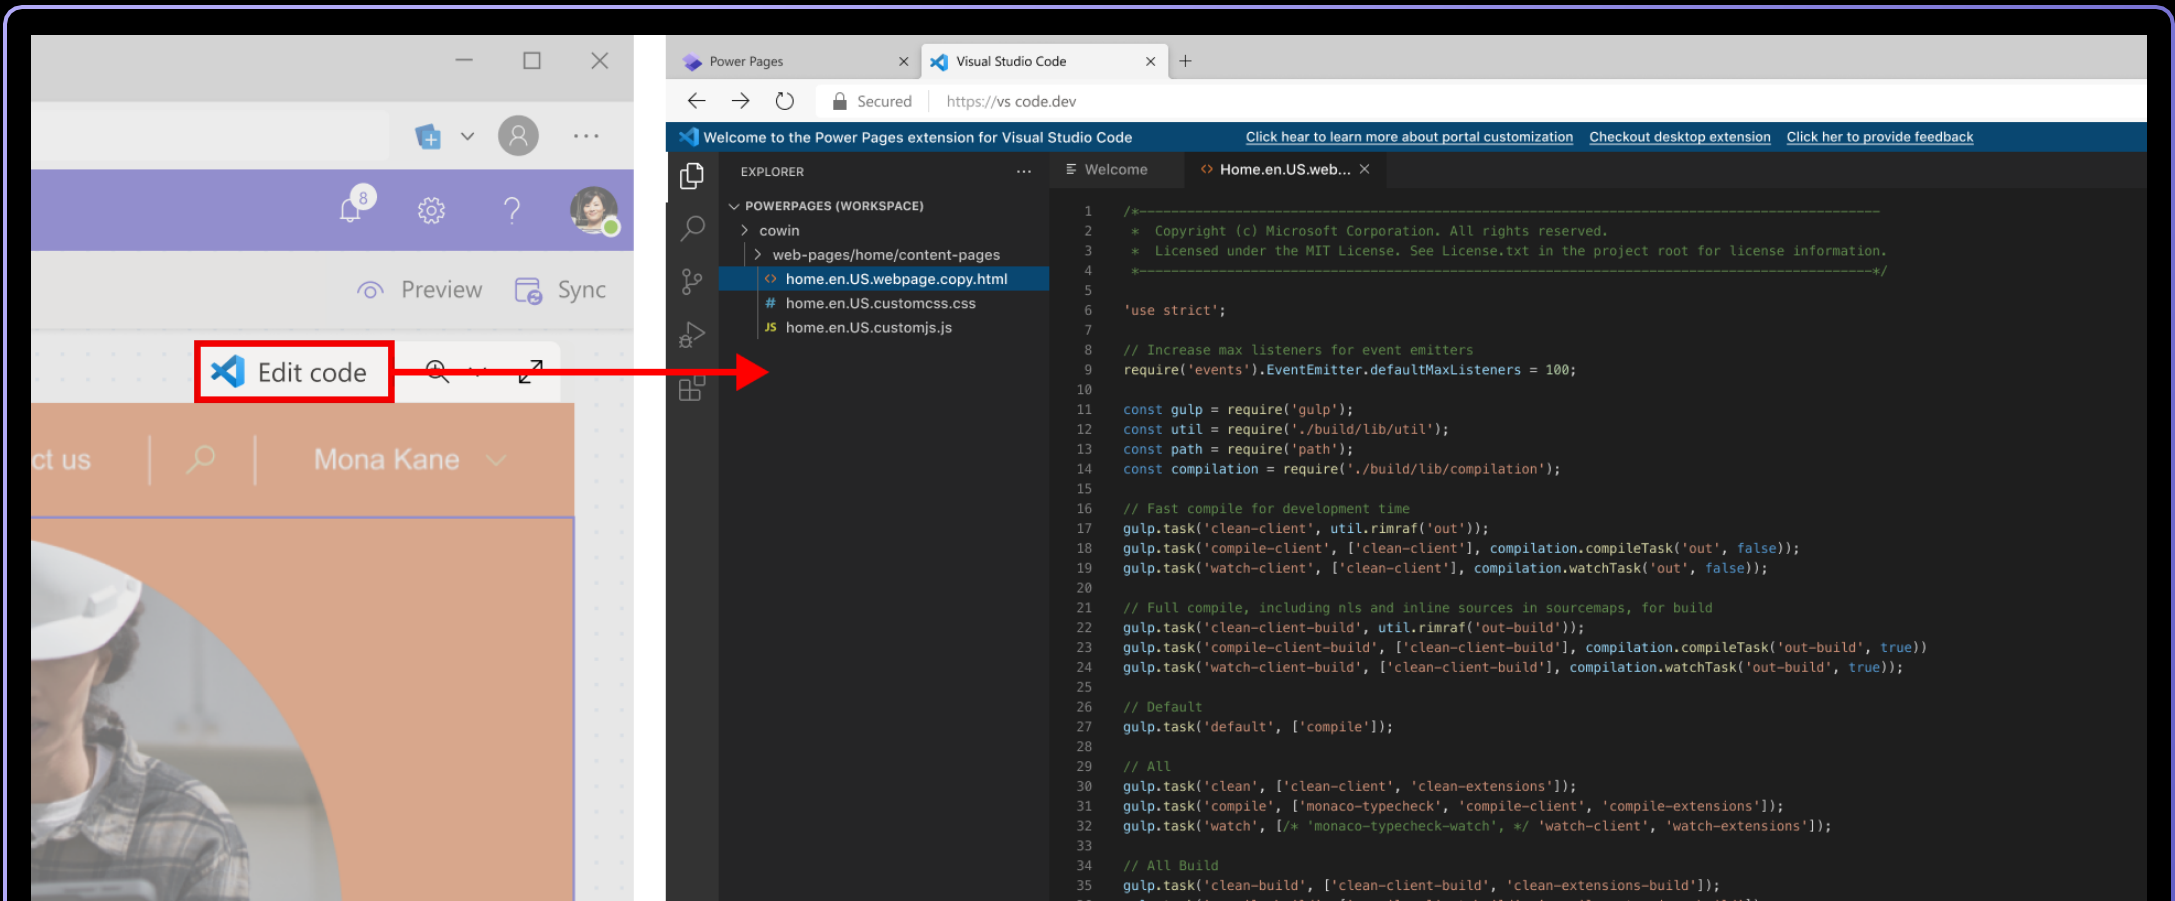 8
Preview
Sync
Edit code
ct us
Mona Kane
Power Pages
Visual Studio Code
Secured
https://vs code.dev
Welcome to the Power Pages extension for Visual Studio Code
Click hear to learn more about portal customization
Checkout desktop extension
Click her to provide feedback
EXPLORER
POWERPAGES (WORKSPACE)
cowin
web-pages/home/content-pages
<> home.en.US.webpage.copy.html
# home.en.US.customcss.css
JS home.en.US.customjs.js
Welcome
<> Home.en.US.web...
1 /*---------------------------------------------------------------------------------------------
2 * Copyright (c) Microsoft Corporation. All rights reserved.
3 * Licensed under the MIT License. See License.txt in the project root for license information.
4 *--------------------------------------------------------------------------------------------*/
5
6 'use strict';
7
8 // Increase max listeners for event emitters
9 require('events').EventEmitter.defaultMaxListeners = 100;
10
11 const gulp = require('gulp');
12 const util = require('./build/lib/util');
13 const path = require('path');
14 const compilation = require('./build/lib/compilation');
15
16 // Fast compile for development time
17 gulp.task('clean-client', util.rimraf('out'));
18 gulp.task('compile-client', ['clean-client'], compilation.compileTask('out', false));
19 gulp.task('watch-client', ['clean-client'], compilation.watchTask('out', false));
20
21 // Full compile, including nls and inline sources in sourcemaps, for build
22 gulp.task('clean-client-build', util.rimraf('out-build'));
23 gulp.task('compile-client-build', ['clean-client-build'], compilation.compileTask('out-build', true))
24 gulp.task('watch-client-build', ['clean-client-build'], compilation.watchTask('out-build', true));
25
26 // Default
27 gulp.task('default', ['compile']);
28
29 // All
30 gulp.task('clean', ['clean-client', 'clean-extensions']);
31 gulp.task('compile', ['monaco-typecheck', 'compile-client', 'compile-extensions']);
32 gulp.task('watch', [/* 'monaco-typecheck-watch', */ 'watch-client', 'watch-extensions']);
33
34 // All Build
35 gulp.task('clean-build', ['clean-client-build', 'clean-extensions-build']);